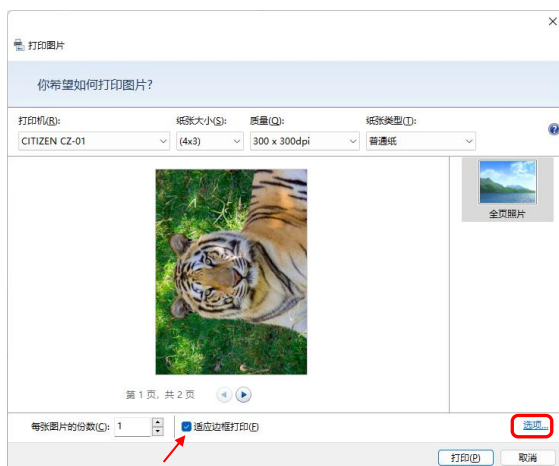 打印图片
你希望如何打印图片?
打印机(R): 纸张大小(S): 质量(Q): 纸张类型(T):
CITIZEN CZ-01 (4x3) 300 x 300dpi 普通纸
全页照片
第 1 页, 共 2 页
每张图片的份数(C): 1 适应边框打印(F) 选项...
打印(P) 取消